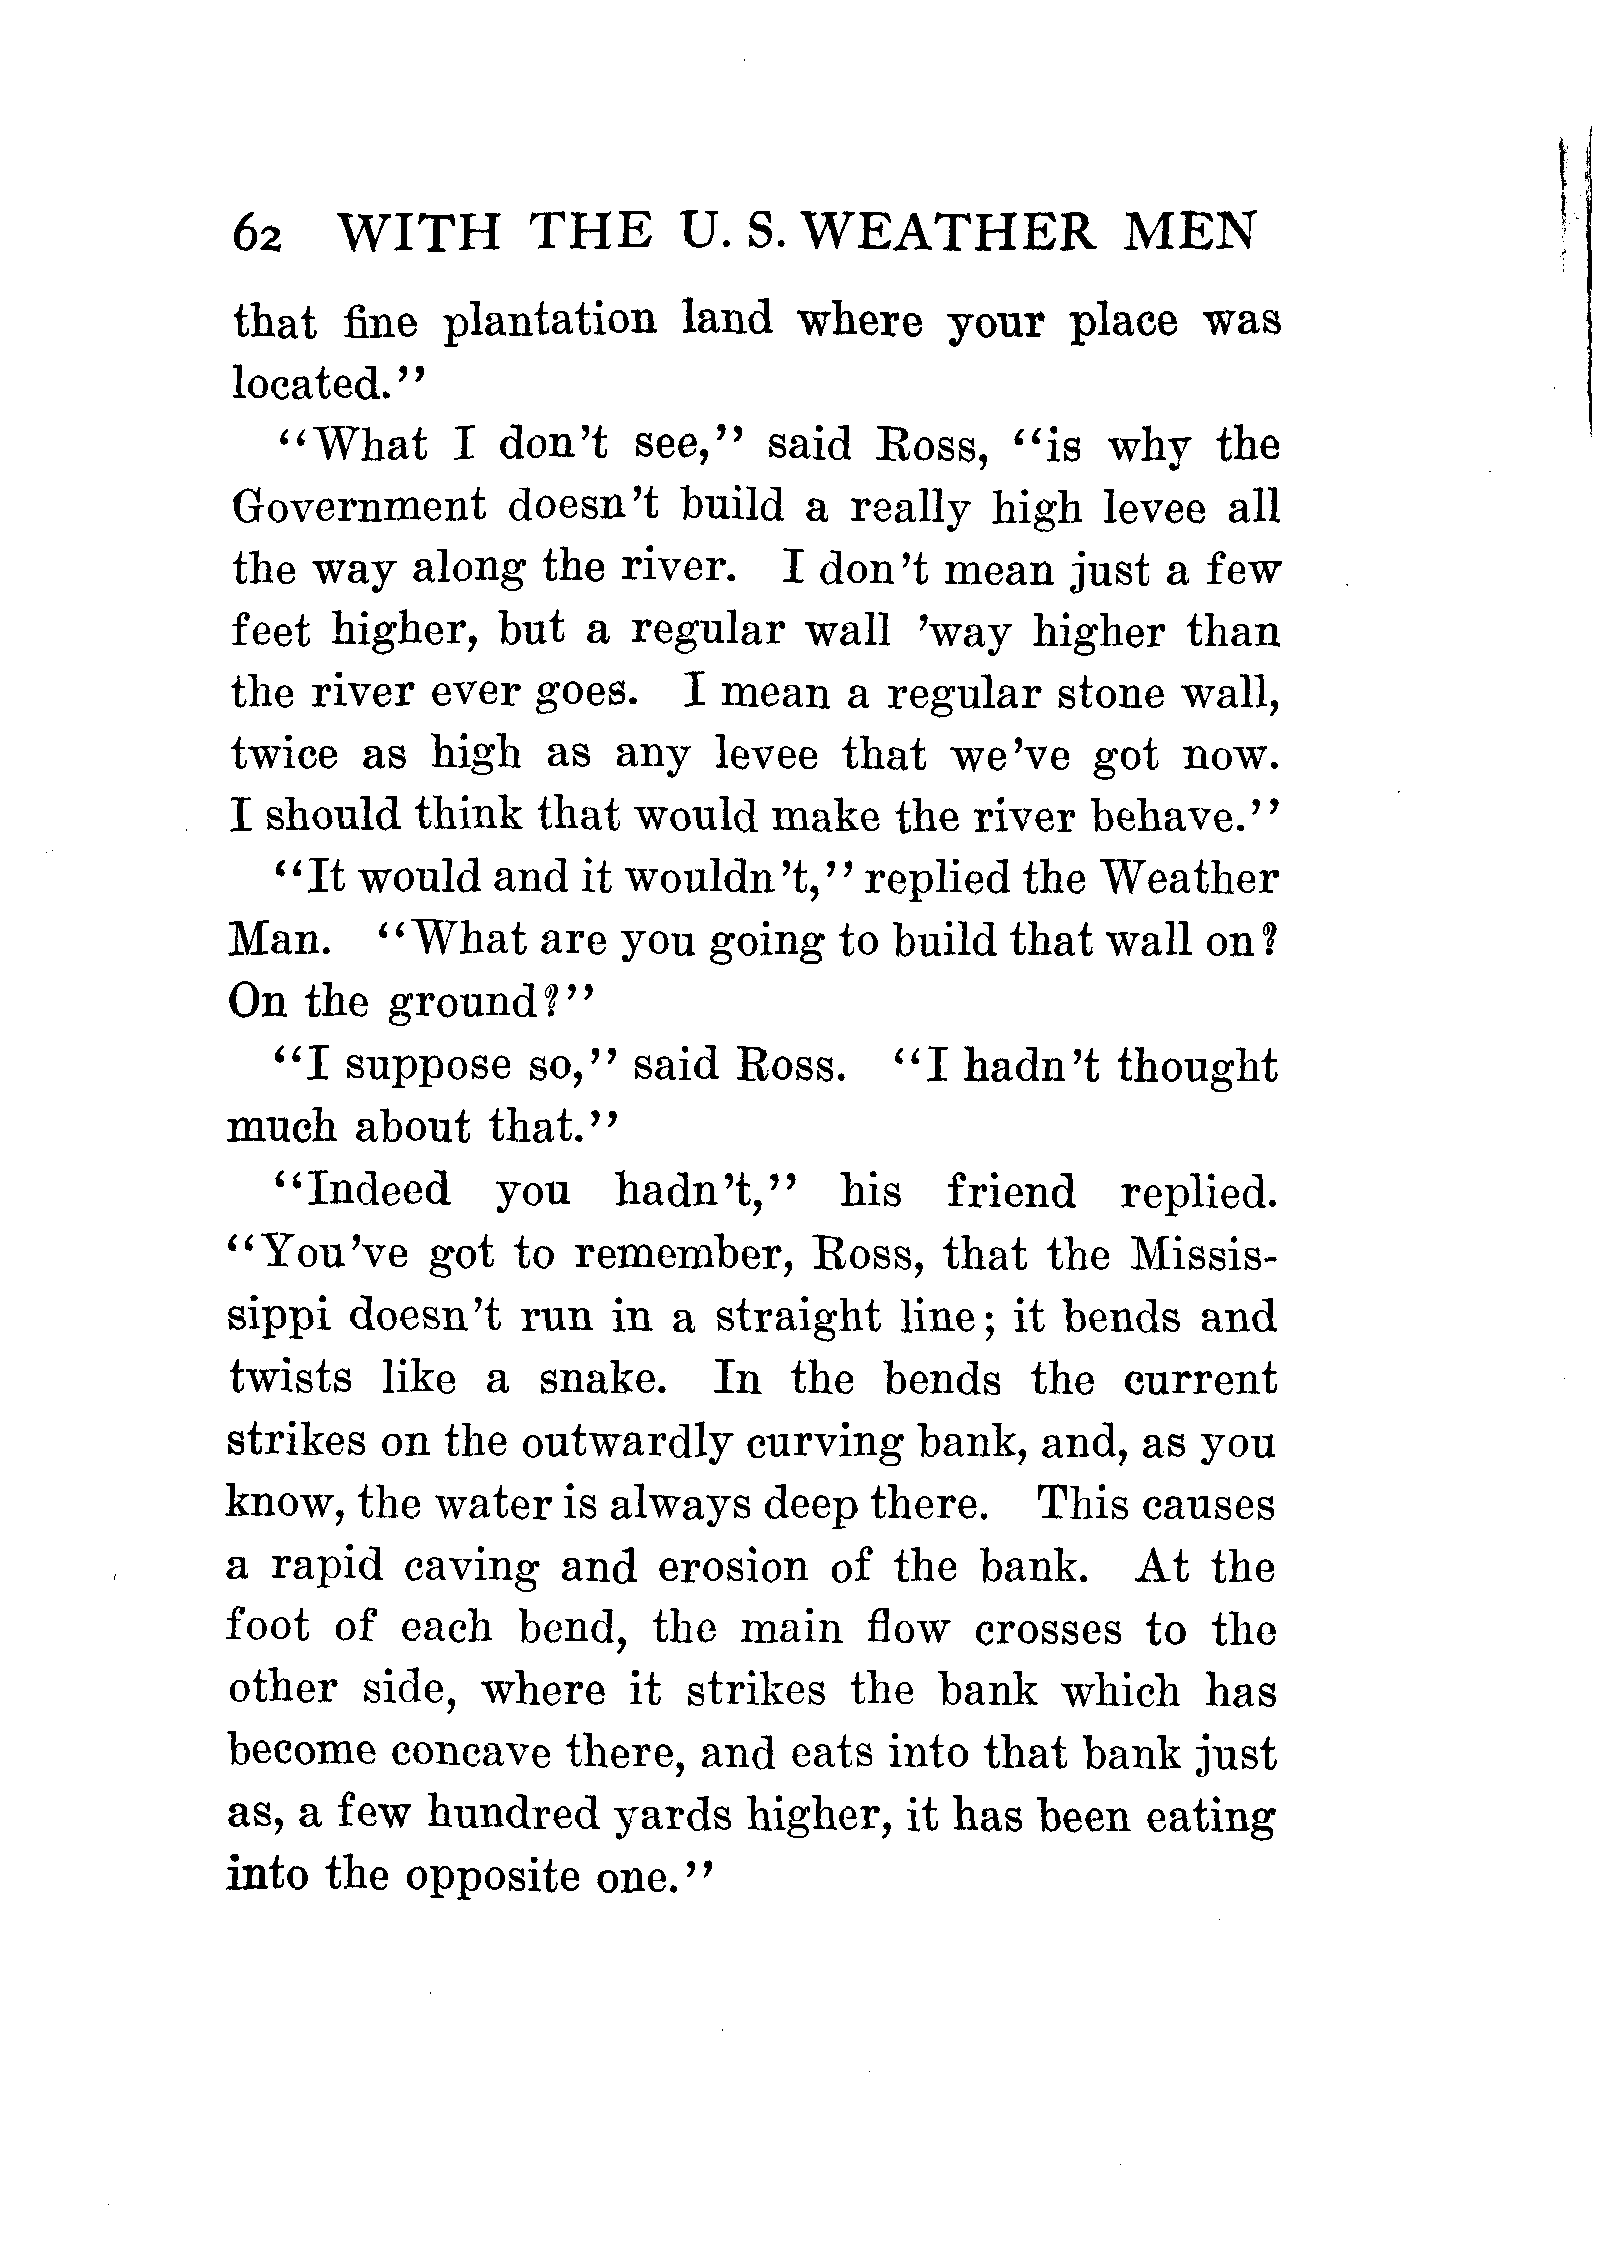 62 WITH THE U. S. WEATHER MEN
that fine plantation land where your place was
located.”
“What I don’t see,” said Ross, “is why the
Government doesn’t build a really high levee all
the way along the river. I don’t mean just a few
feet higher, but a regular wall ’way higher than
the river ever goes. I mean a regular stone wall,
twice as high as any levee that we’ve got now.
I should think that would make the river behave.”
“It would and it wouldn’t,” replied the Weather
Man. “What are you going to build that wall on?
On the ground?”
“I suppose so,” said Ross. “I hadn’t thought
much about that.”
“Indeed you hadn’t,” his friend replied.
“You’ve got to remember, Ross, that the Missis-
sippi doesn’t run in a straight line; it bends and
twists like a snake. In the bends the current
strikes on the outwardly curving bank, and, as you
know, the water is always deep there. This causes
a rapid caving and erosion of the bank. At the
foot of each bend, the main flow crosses to the
other side, where it strikes the bank which has
become concave there, and eats into that bank just
as, a few hundred yards higher, it has been eating
into the opposite one.”